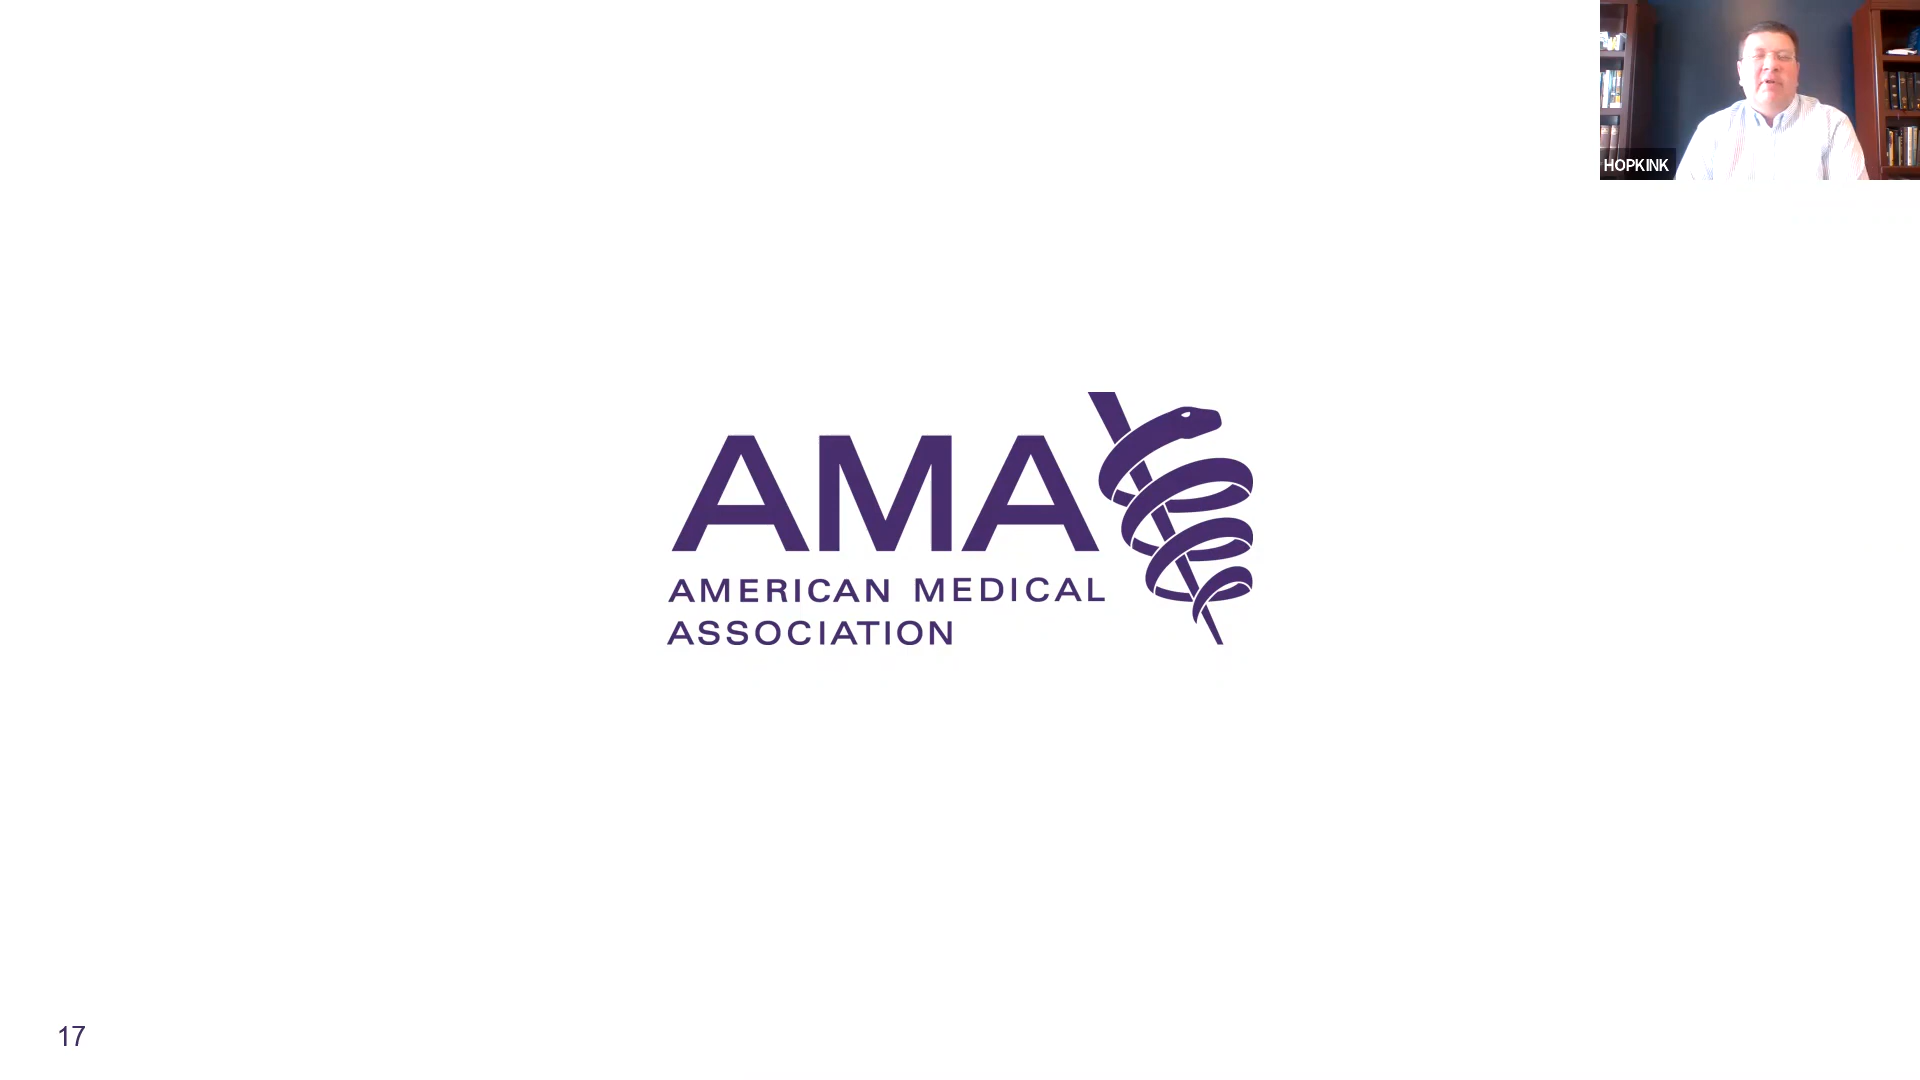 HOPKINK
AMA
AMERICAN MEDICAL
ASSOCIATION
17